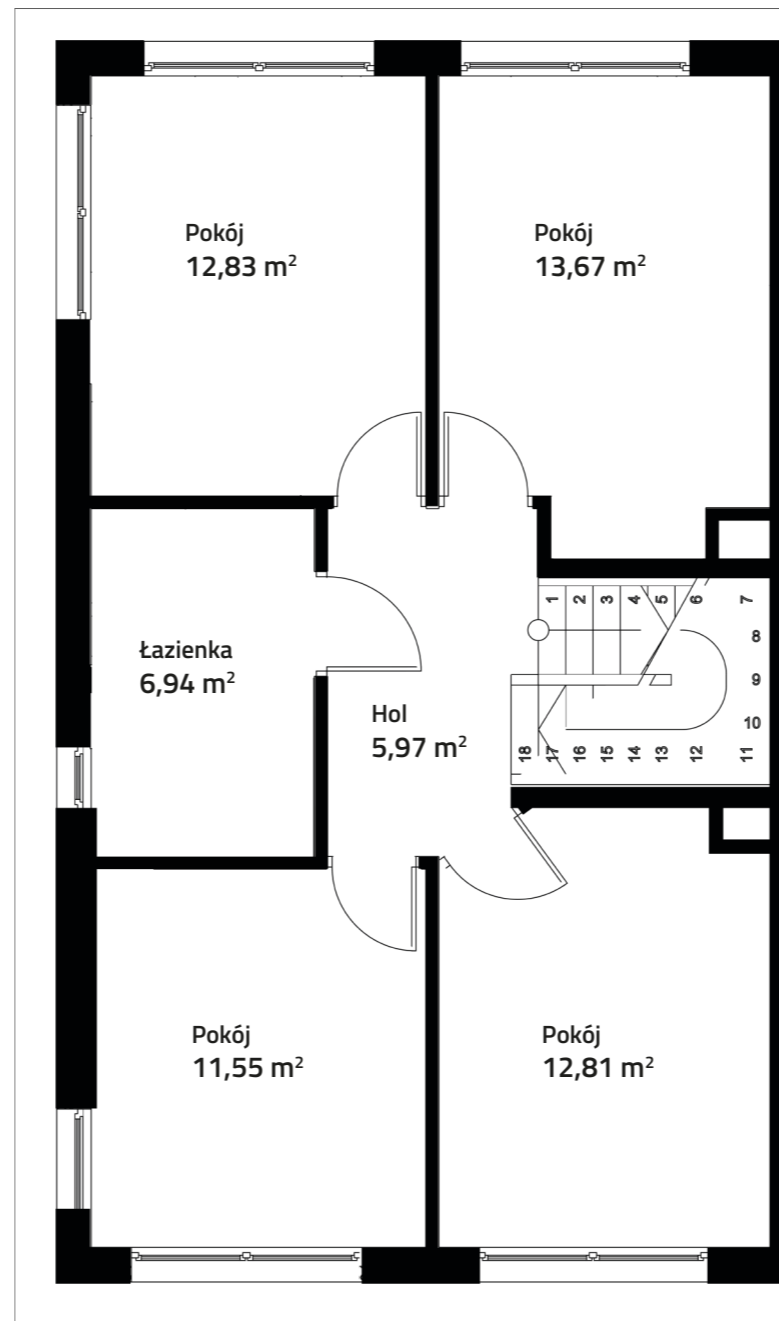 Pokój
12,83 m²
Pokój
13,67 m²
Łazienka
6,94 m²
Hol
5,97 m²
1 2 3 4 5 6 7
8
9
10
18 17 16 15 14 13 12 11
Pokój
11,55 m²
Pokój
12,81 m²